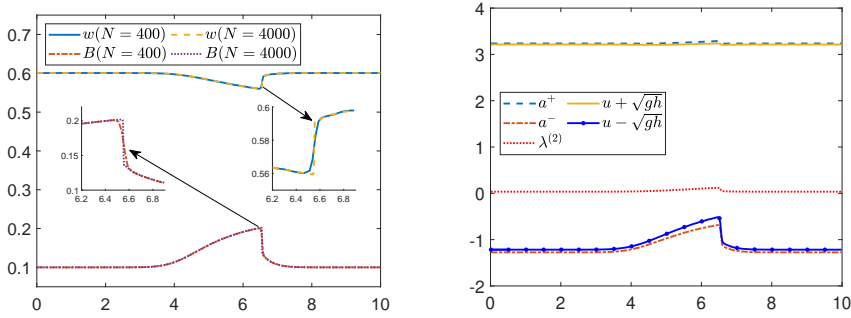 0.7
w(N = 400) w(N = 4000)
B(N = 400) B(N = 4000)
0.6
0.5
0.4
0.3
0.2
0.1
0 2 4 6 8 10
0.2
0.15
0.1
6.2 6.4 6.6 6.8
0.6
0.58
0.56
6.2 6.4 6.6 6.8
4
3
2
1
0
-1
-2
0 2 4 6 8 10
a⁺ u + √gh
a⁻ u − √gh
λ⁽²⁾